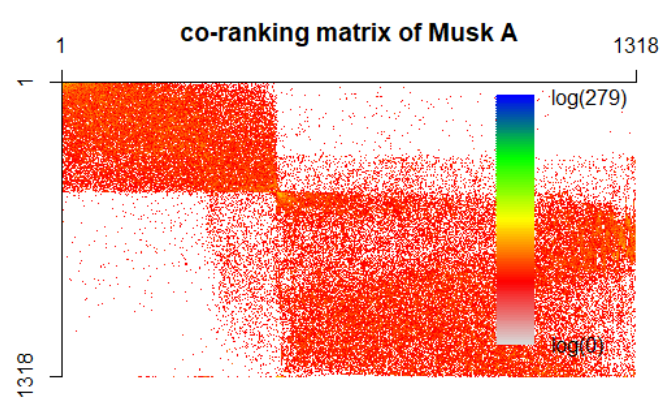 co-ranking matrix of Musk A
1
1318
1
log(279)
log(0)
1318